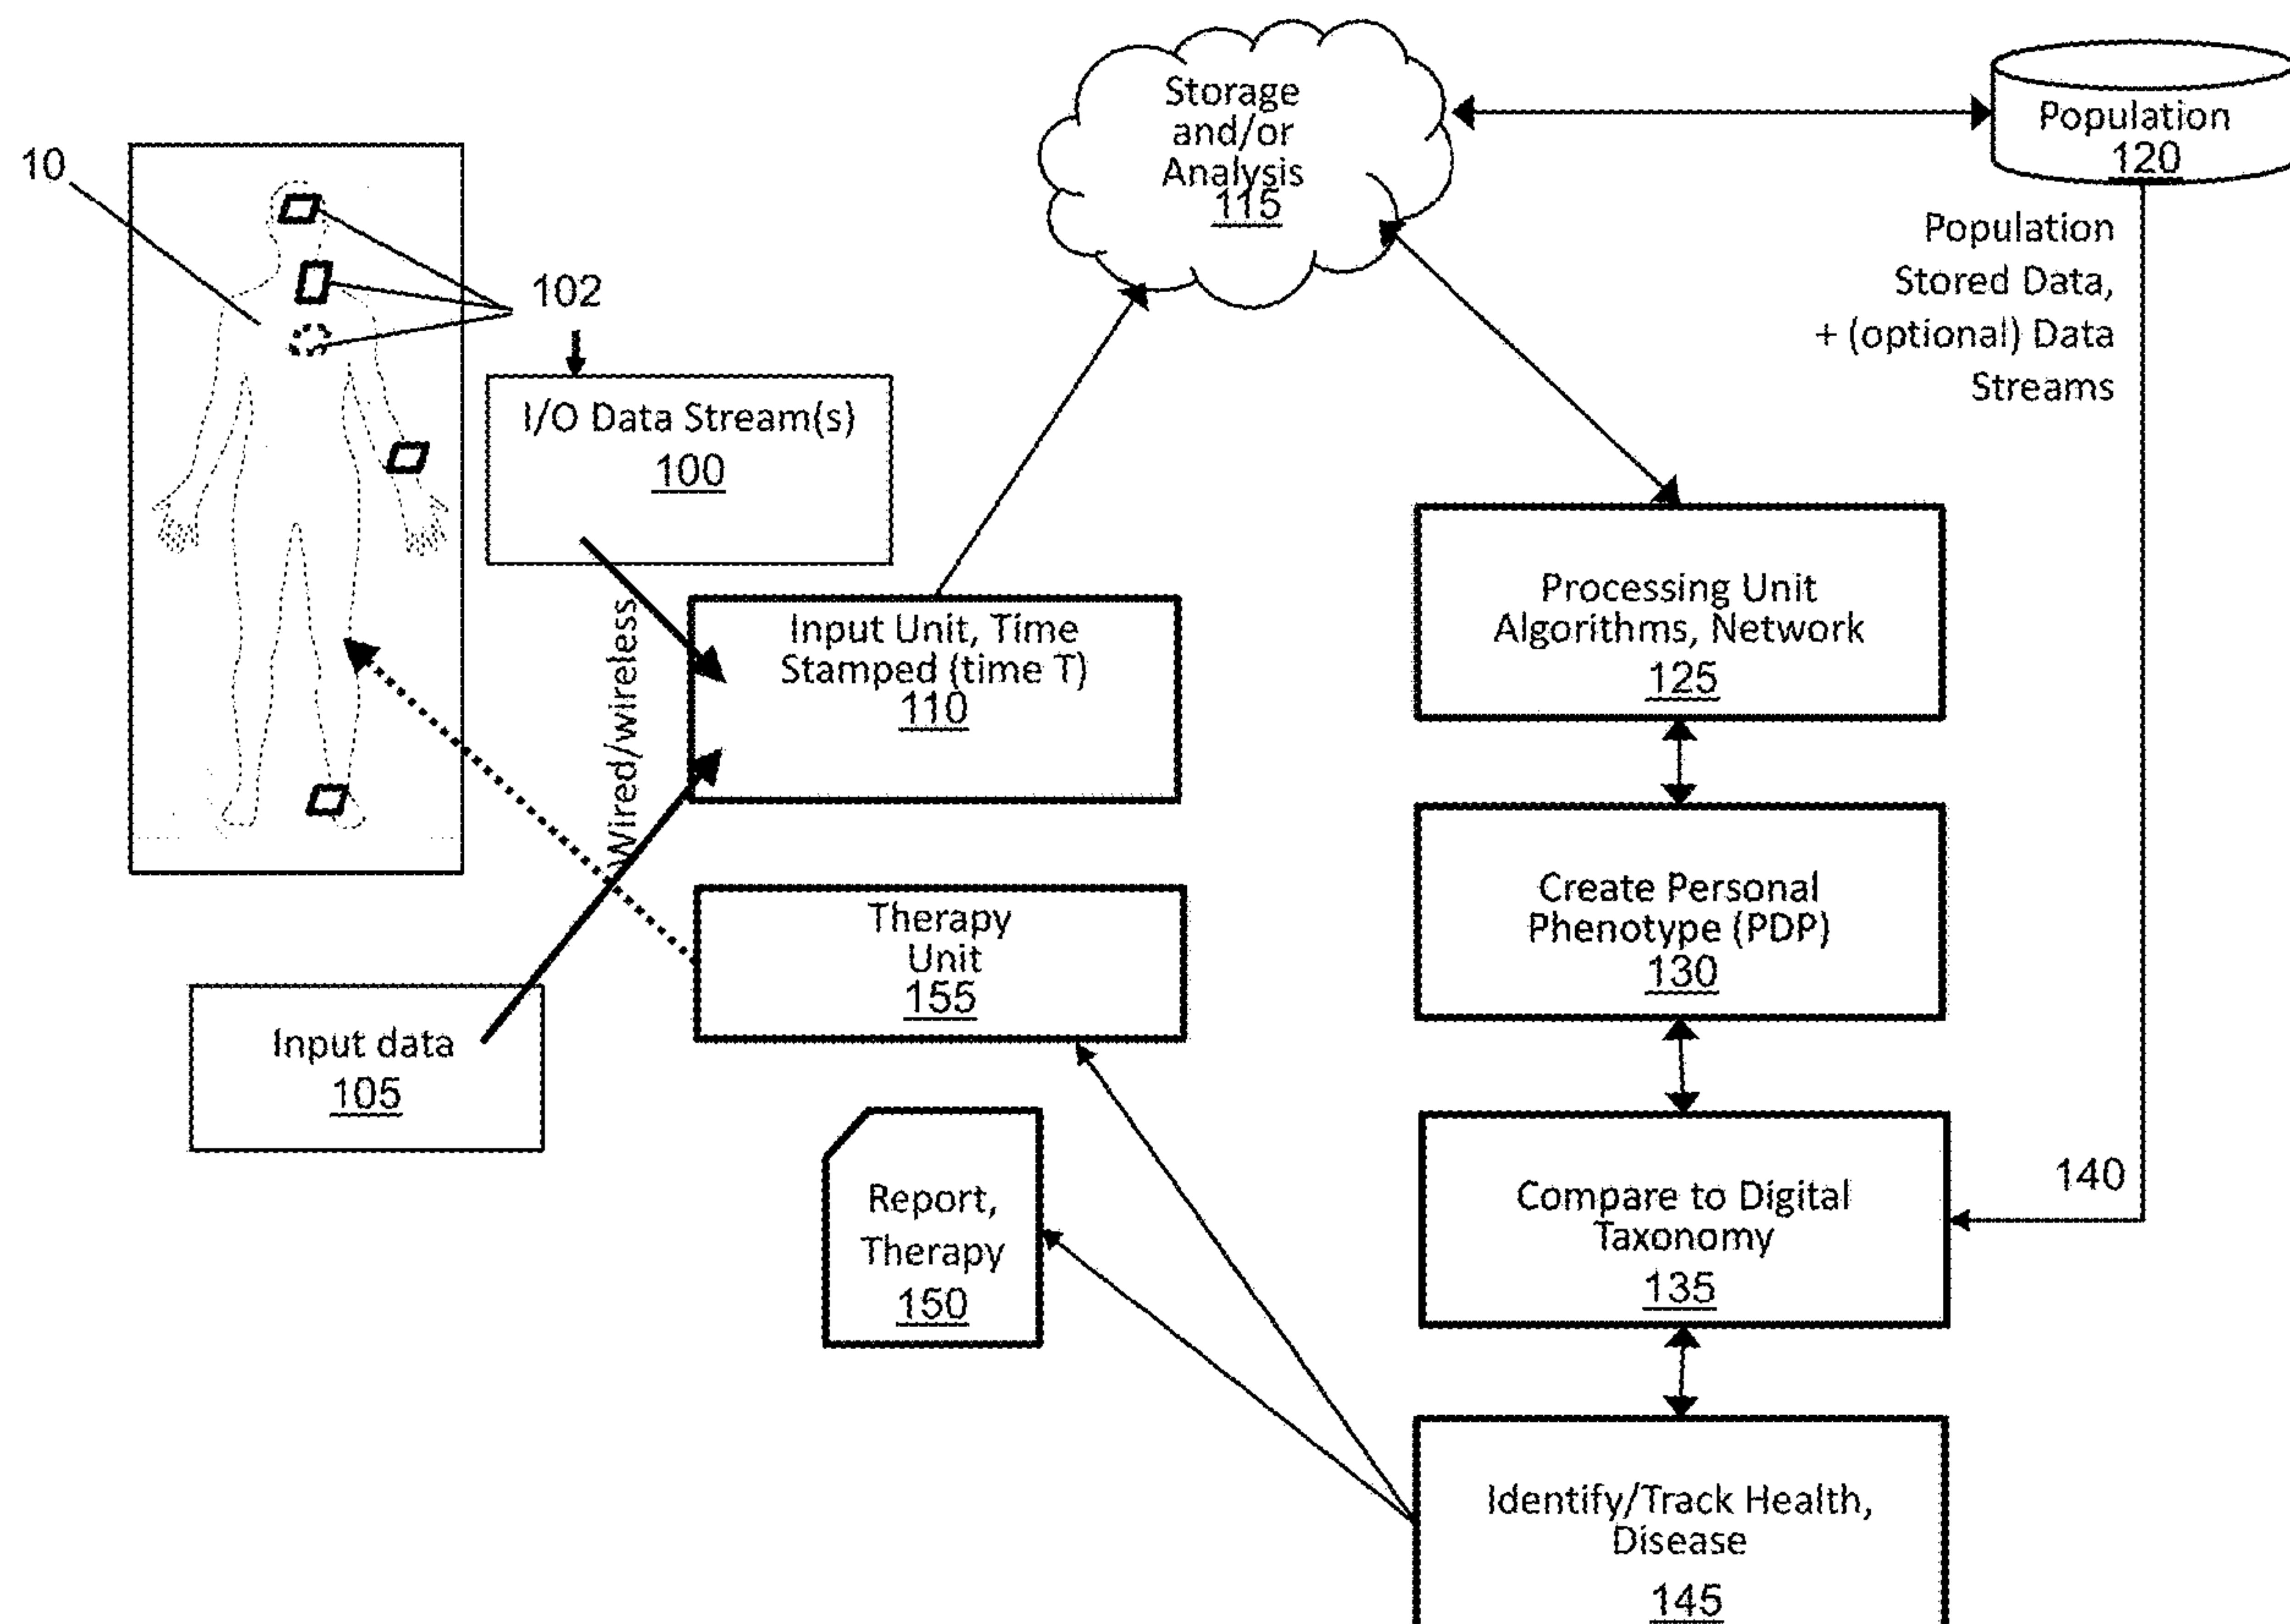 Storage
and/or
Analysis
115
Population
120
10
102
Population
Stored Data,
+ (optional) Data
Streams
I/O Data Stream(s)
100
Wired/wireless
Input Unit, Time
Stamped (time T)
110
Processing Unit
Algorithms, Network
125
Create Personal
Phenotype (PDP)
130
Therapy
Unit
155
Input data
105
Compare to Digital
Taxonomy
135
140
Report,
Therapy
150
Identify/Track Health,
Disease
145